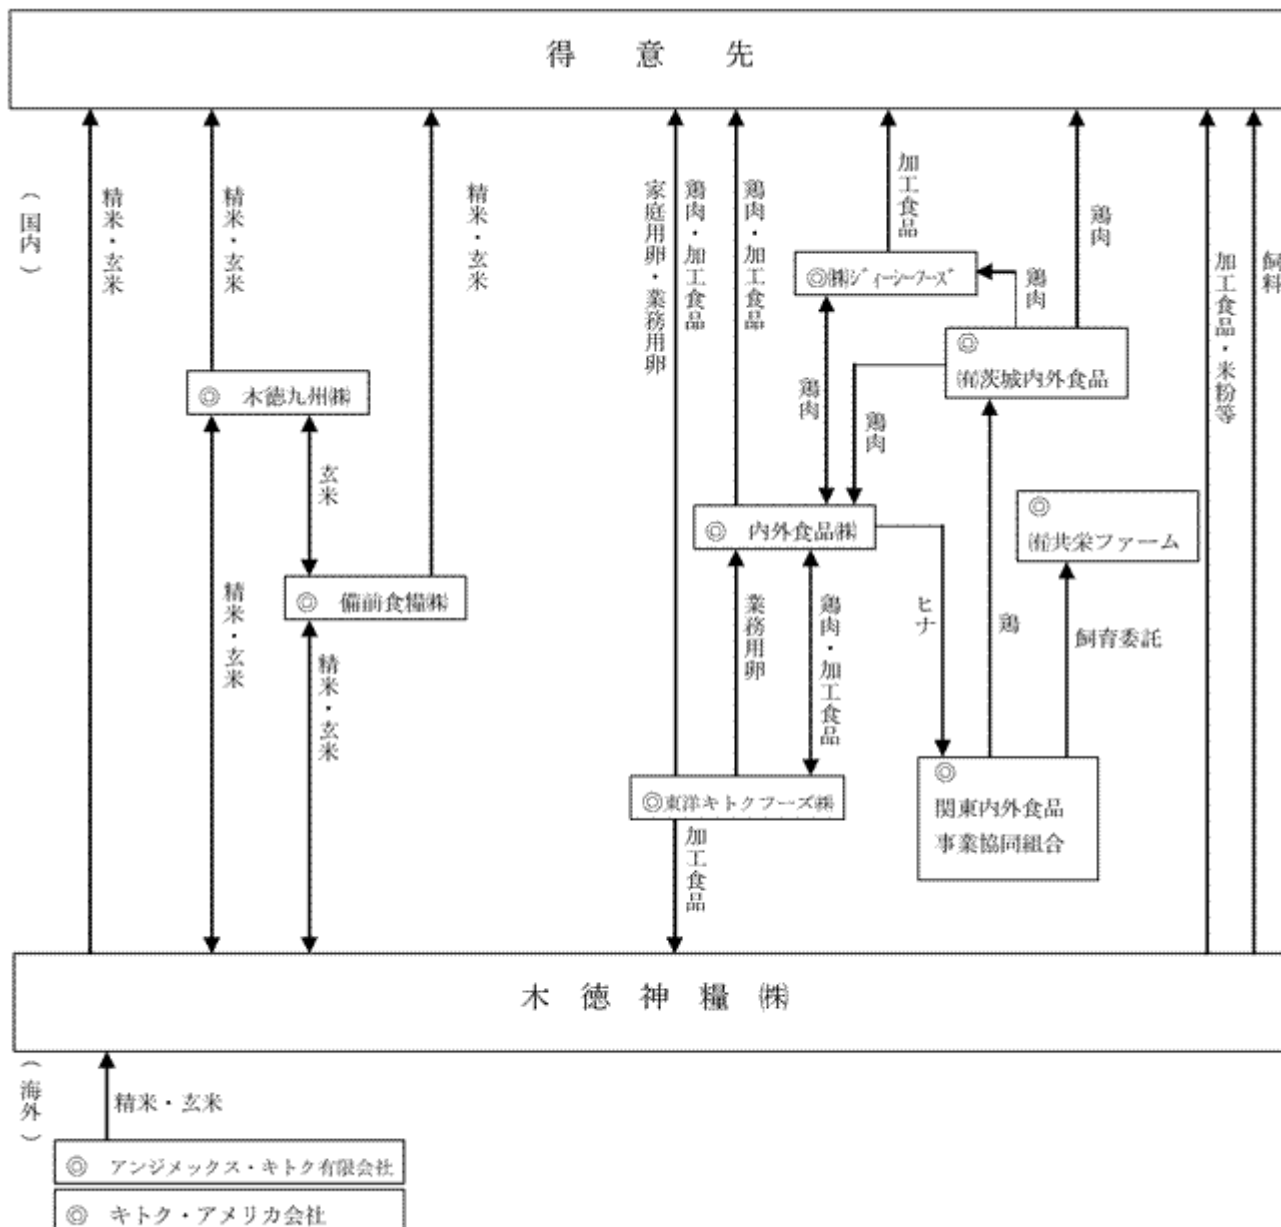 得意先
(国内)
精米・玄米
精米・玄米
精米・玄米
家庭用卵・業務用卵
鶏肉・加工食品
鶏肉・加工食品
加工食品
鶏肉
加工食品・米粉等
飼料
◎㈱ジィーシーフーズ
鶏肉
◎
㈲茨城内外食品
◎ 木徳九州㈱
鶏肉
鶏肉
玄米
◎
㈲共栄ファーム
◎ 内外食品㈱
◎ 備前食糧㈱
精米・玄米
精米・玄米
業務用卵
鶏肉・加工食品
ヒナ
鶏
飼育委託
◎東洋キトクフーズ㈱
◎
関東内外食品
事業協同組合
加工食品
木徳神糧㈱
(海外)
精米・玄米
◎ アンジメックス・キトク有限会社
◎ キトク・アメリカ会社